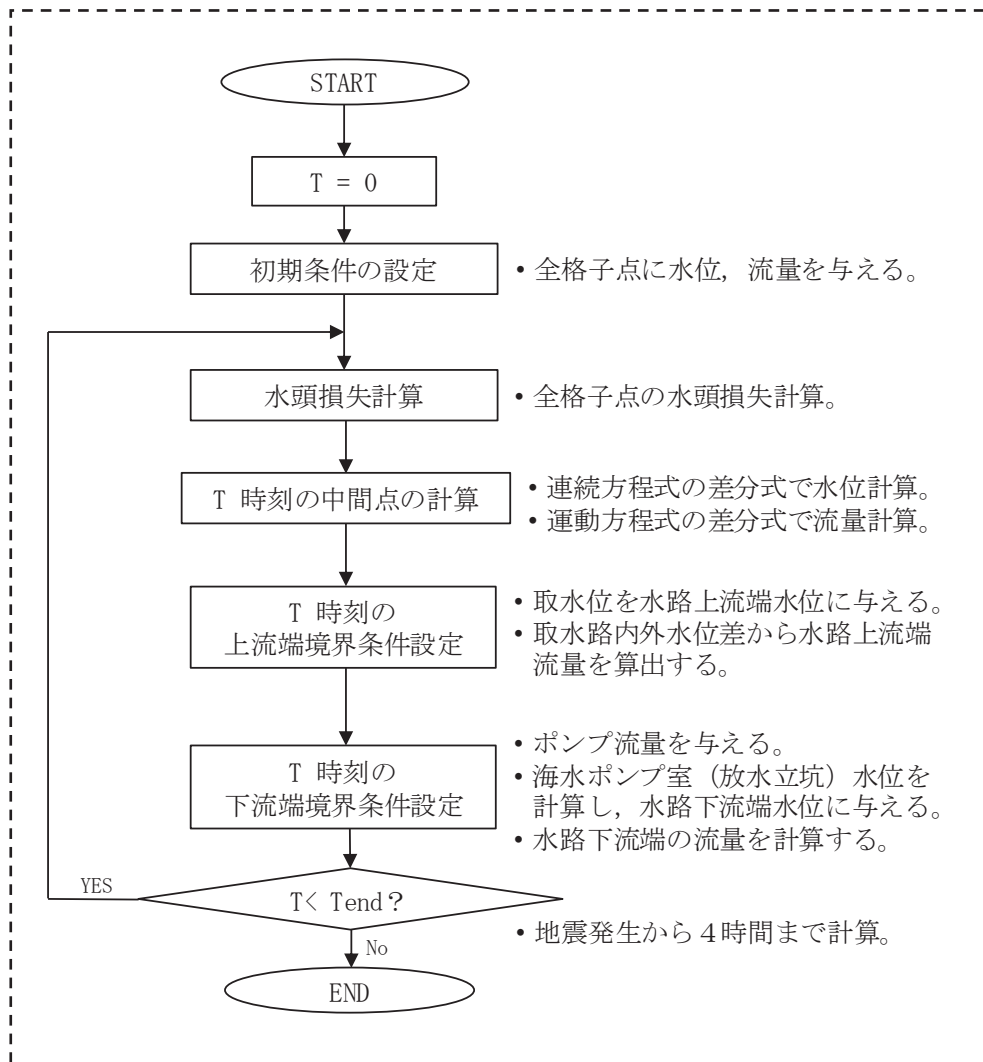 START
T = 0
初期条件の設定
・全格子点に水位，流量を与える。
水頭損失計算
・全格子点の水頭損失計算。
T 時刻の中間点の計算
・連続方程式の差分式で水位計算。
・運動方程式の差分式で流量計算。
T 時刻の
上流端境界条件設定
・取水位を水路上流端水位に与える。
・取水路内外水位差から水路上流端
流量を算出する。
T 時刻の
下流端境界条件設定
・ポンプ流量を与える。
・海水ポンプ室（放水立坑）水位を
計算し，水路下流端水位に与える。
・水路下流端の流量を計算する。
YES
T< Tend？
・地震発生から４時間まで計算。
No
END